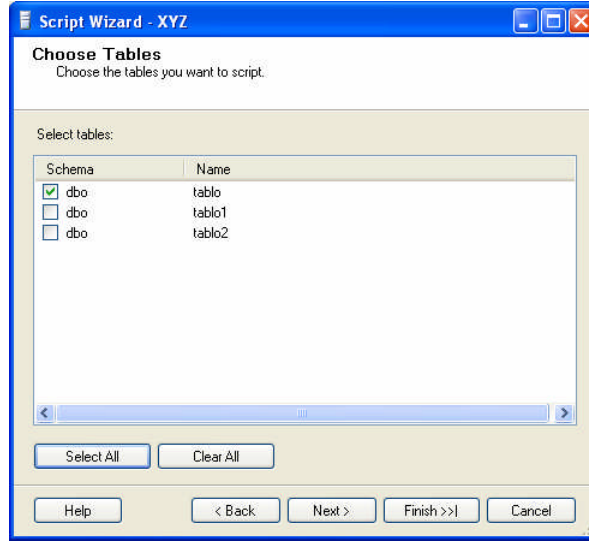 Script Wizard - XYZ
Choose Tables
Choose the tables you want to script.
Select tables:
Schema Name
dbo tablo
dbo tablo1
dbo tablo2
Select All Clear All
Help < Back Next > Finish >>| Cancel